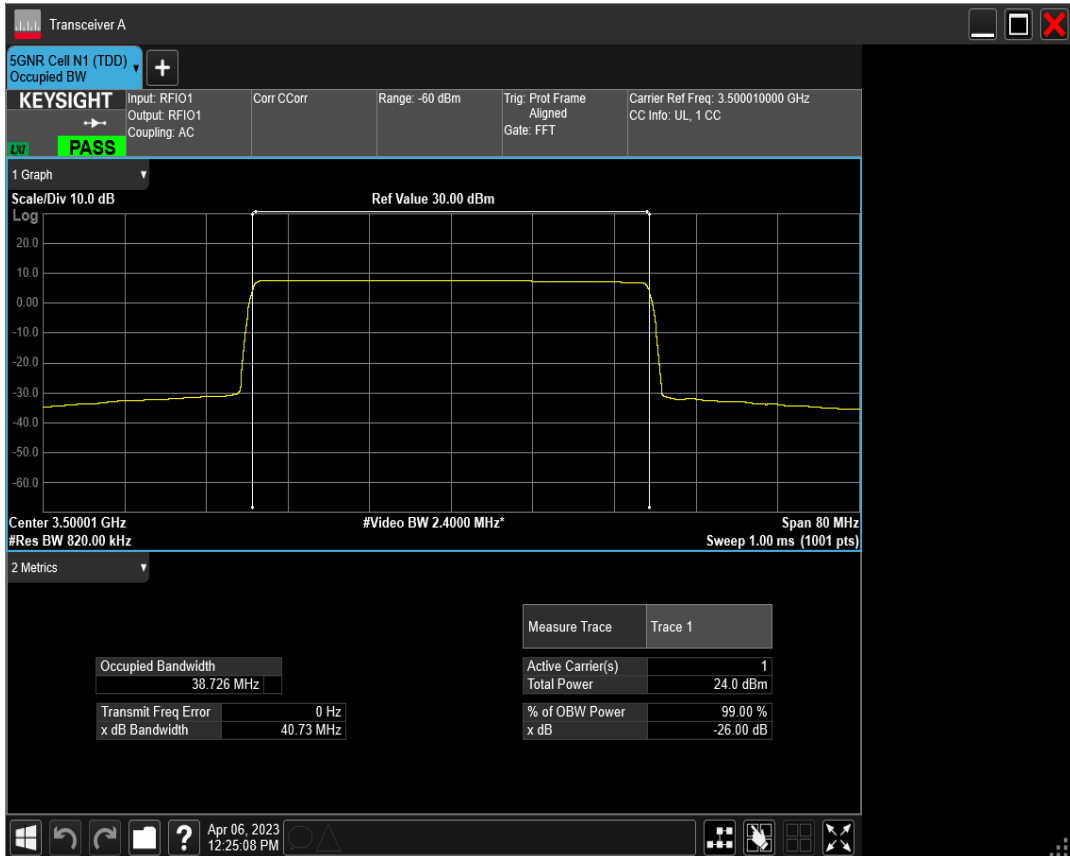 Transceiver A
5GNR Cell N1 (TDD)
Occupied BW
KEYSIGHT
LXI
PASS
Input: RFIO1
Output: RFIO1
Coupling: AC
Corr CCorr
Range: -60 dBm
Trig: Prot Frame
Aligned
Gate: FFT
Carrier Ref Freq: 3.500010000 GHz
CC Info: UL, 1 CC
1 Graph
Scale/Div 10.0 dB
Ref Value 30.00 dBm
Log
20.0
10.0
0.00
-10.0
-20.0
-30.0
-40.0
-50.0
-60.0
Center 3.50001 GHz
#Video BW 2.4000 MHz*
Span 80 MHz
#Res BW 820.00 kHz
Sweep 1.00 ms (1001 pts)
2 Metrics
Measure Trace Trace 1
Occupied Bandwidth
38.726 MHz
Active Carrier(s) 1
Total Power 24.0 dBm
Transmit Freq Error 0 Hz
x dB Bandwidth 40.73 MHz
% of OBW Power 99.00 %
x dB -26.00 dB
?
Apr 06, 2023
12:25:08 PM